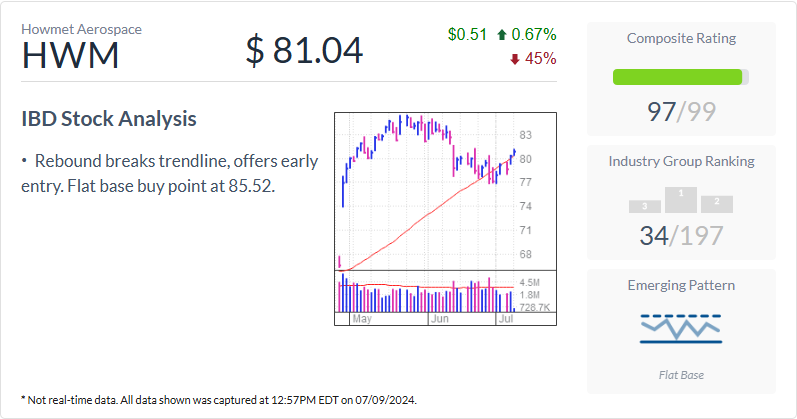 Howmet Aerospace
HWM
$ 81.04
$0.51 0.67%
45%
IBD Stock Analysis
• Rebound breaks trendline, offers early
entry. Flat base buy point at 85.52.
83
80
77
74
71
68
4.5M
1.8M
728.7K
May Jun Jul
Composite Rating
97/99
Industry Group Ranking
3 1 2
34/197
Emerging Pattern
Flat Base
* Not real-time data. All data shown was captured at 12:57PM EDT on 07/09/2024.